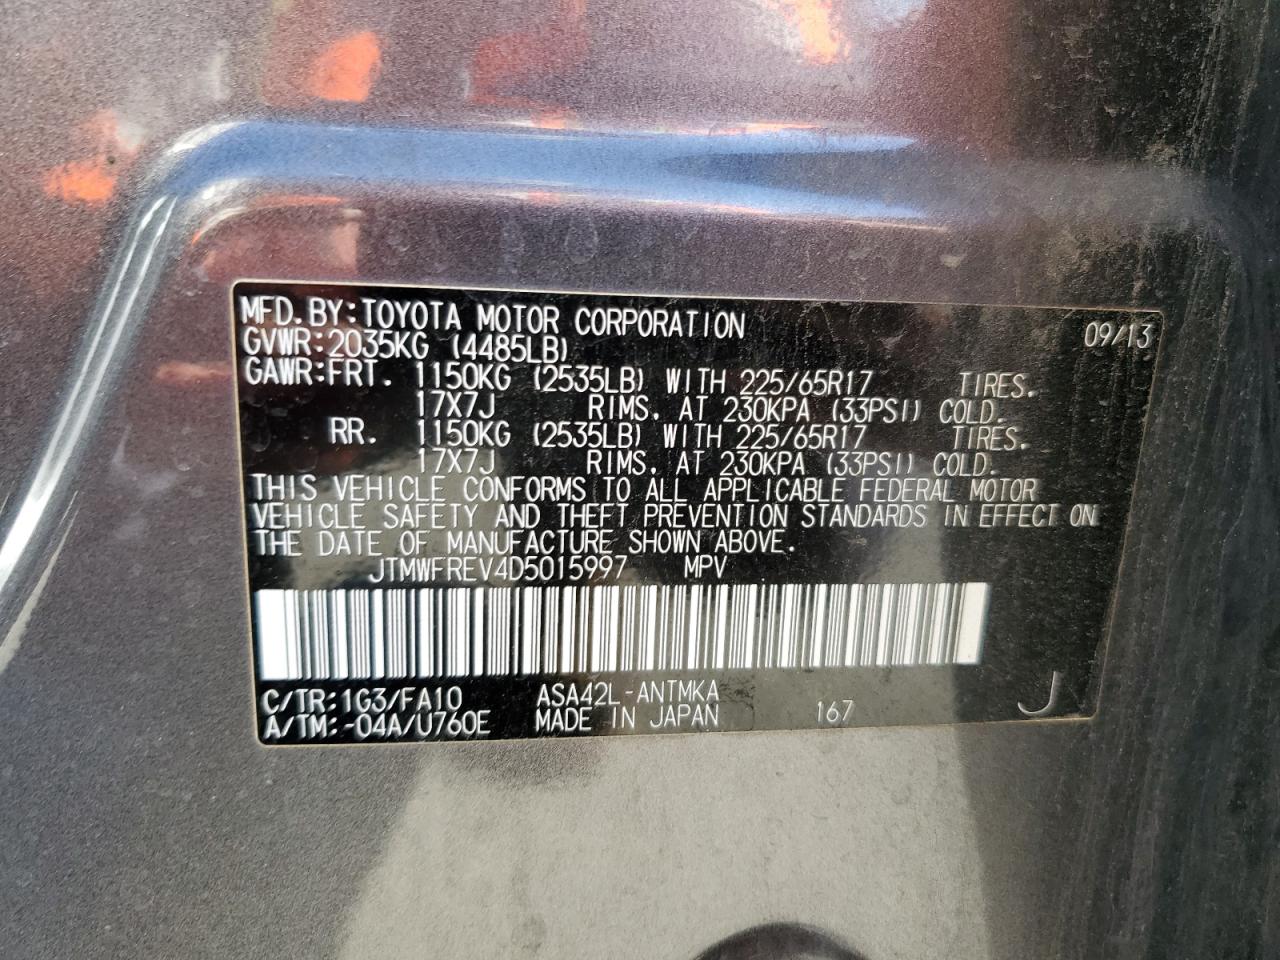 MFD. BY: TOYOTA MOTOR CORPORATION 09/13
GVWR: 2035KG (4485LB)
GAWR: FRT. 1150KG (2535LB) WITH 225/65R17 TIRES.
17X7J RIMS. AT 230KPA (33PSI) COLD.
RR. 1150KG (2535LB) WITH 225/65R17 TIRES.
17X7J RIMS. AT 230KPA (33PSI) COLD.
THIS VEHICLE CONFORMS TO ALL APPLICABLE FEDERAL MOTOR
VEHICLE SAFETY AND THEFT PREVENTION STANDARDS IN EFFECT ON
THE DATE OF MANUFACTURE SHOWN ABOVE.
JTMWFREV4D5015997 MPV
C/TR: 1G3/FA10 ASA42L-ANTMKA
A/TM: -04A/U760E MADE IN JAPAN 167 J